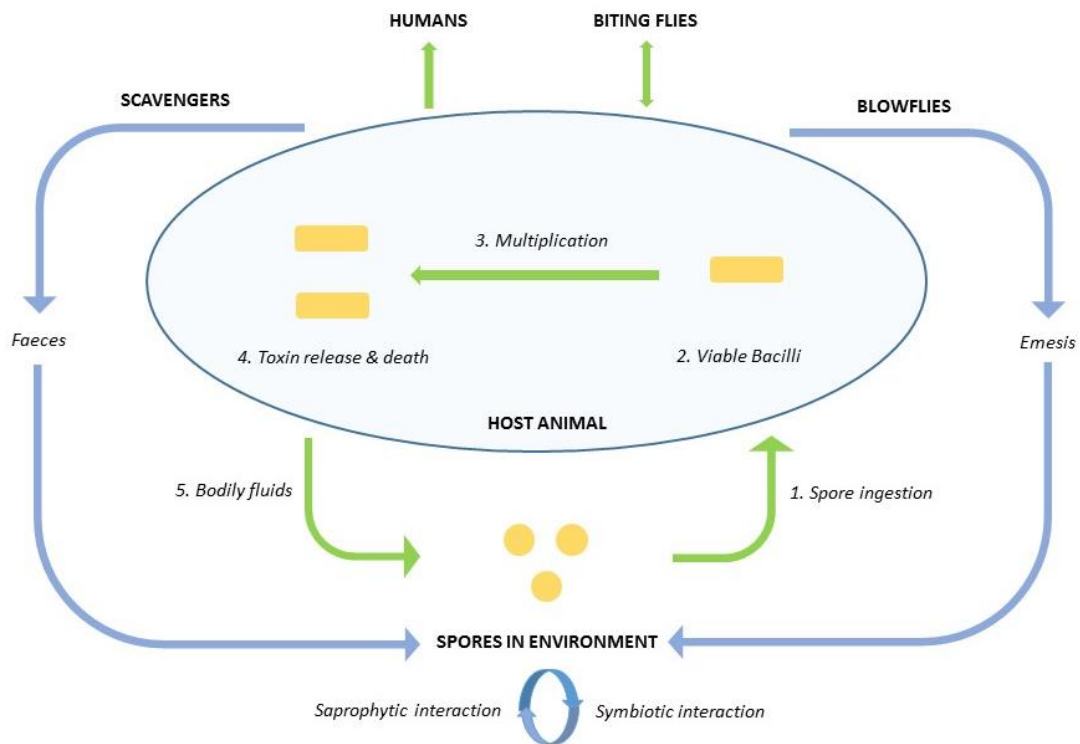 HUMANS
BITING FLIES
SCAVENGERS
BLOWFLIES
3. Multiplication
Faeces
4. Toxin release & death
2. Viable Bacilli
Emesis
HOST ANIMAL
5. Bodily fluids
1. Spore ingestion
SPORES IN ENVIRONMENT
Saprophytic interaction
Symbiotic interaction